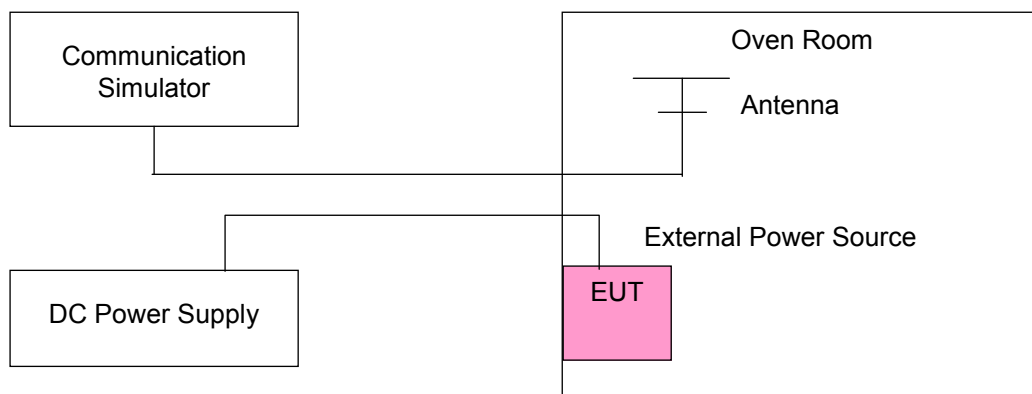 Communication
Simulator
Oven Room
Antenna
External Power Source
DC Power Supply
EUT